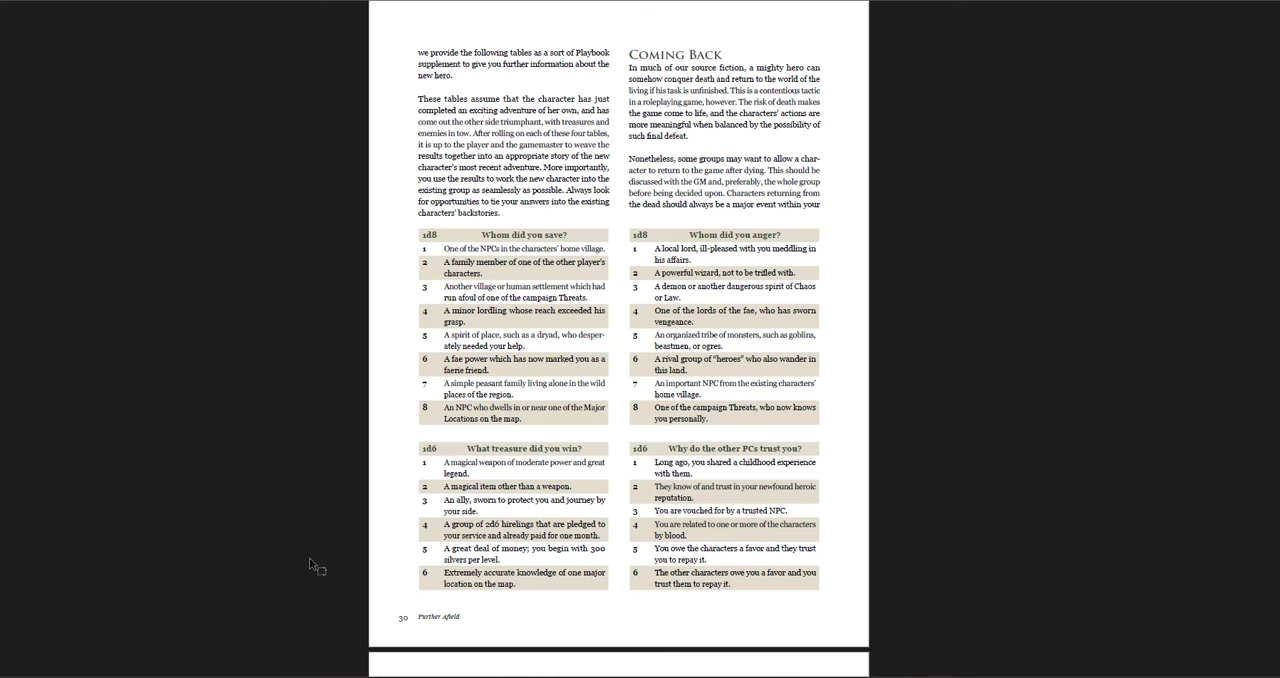 we provide the following tables as a sort of Playbook
supplement to give you further information about the
new hero.
These tables assume that the character has just
completed an exciting adventure of her own, and has
come out the other side triumphant, with treasures and
enemies in tow. After rolling on each of these four tables,
it is up to the player and the gamemaster to weave the
results together into an appropriate story of the new
character's most recent adventure. More importantly,
you use the results to work the new character into the
existing group as seamlessly as possible. Always look
for opportunities to tie your answers into the existing
characters' backstories.
Coming Back
In much of our source fiction, a mighty hero can
somehow conquer death and return to the world of the
living if his task is unfinished. This is a contentious tactic
in a roleplaying game, however. The risk of death makes
the game come to life, and the characters' actions are
more meaningful when balanced by the possibility of
such final defeat.
Nonetheless, some groups may want to allow a char-
acter to return to the game after dying. This should be
discussed with the GM and, preferably, the whole group
before being decided upon. Characters returning from
the dead should always be a major event within your
1d8 Whom did you save?
1 One of the NPCs in the characters' home village.
2 A family member of one of the other player's
characters.
3 Another village or human settlement which had
run afoul of one of the campaign Threats.
4 A minor lordling whose reach exceeded his
grasp.
5 A spirit of place, such as a dryad, who desper-
ately needed your help.
6 A fae power which has now marked you as a
faerie friend.
7 A simple peasant family living alone in the wild
places of the region.
8 An NPC who dwells in or near one of the Major
Locations on the map.
1d8 Whom did you anger?
1 A local lord, ill-pleased with you meddling in
his affairs.
2 A powerful wizard, not to be trifled with.
3 A demon or another dangerous spirit of Chaos
or Law.
4 One of the lords of the fae, who has sworn
vengeance.
5 An organized tribe of monsters, such as goblins,
beastmen, or ogres.
6 A rival group of "heroes" who also wander in
this land.
7 An important NPC from the existing characters'
home village.
8 One of the campaign Threats, who now knows
you personally.
1d6 What treasure did you win?
1 A magical weapon of moderate power and great
legend.
2 A magical item other than a weapon.
3 An ally, sworn to protect you and journey by
your side.
4 A group of 2d6 hirelings that are pledged to
your service and already paid for one month.
5 A great deal of money; you begin with 300
silvers per level.
6 Extremely accurate knowledge of one major
location on the map.
1d6 Why do the other PCs trust you?
1 Long ago, you shared a childhood experience
with them.
2 They know of and trust in your newfound heroic
reputation.
3 You are vouched for by a trusted NPC.
4 You are related to one or more of the characters
by blood.
5 You owe the characters a favor and they trust
you to repay it.
6 The other characters owe you a favor and you
trust them to repay it.
30 Further Afield